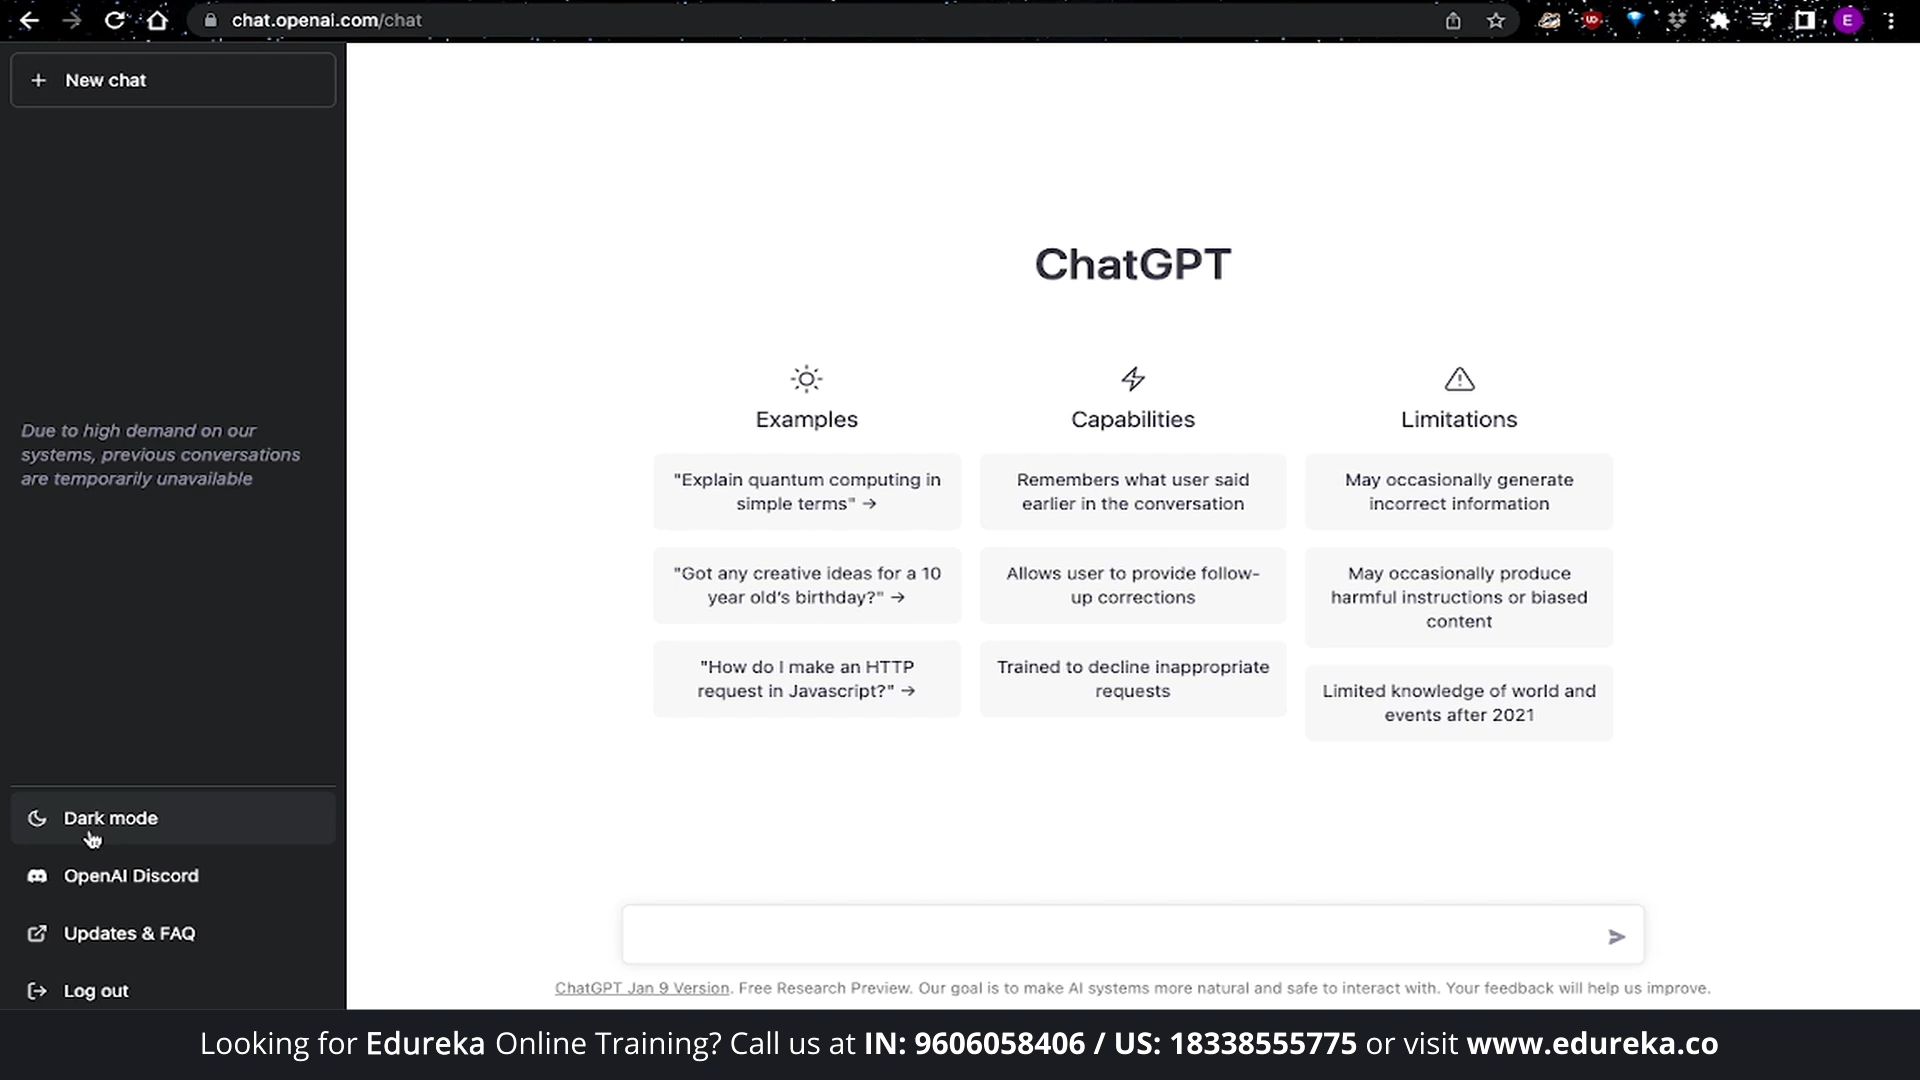 chat.openai.com/chat
E
New chat
Due to high demand on our
systems, previous conversations
are temporarily unavailable
Dark mode
OpenAI Discord
Updates & FAQ
Log out
ChatGPT
Examples
"Explain quantum computing in
simple terms" →
"Got any creative ideas for a 10
year old's birthday?" →
"How do I make an HTTP
request in Javascript?" →
Capabilities
Remembers what user said
earlier in the conversation
Allows user to provide follow-
up corrections
Trained to decline inappropriate
requests
Limitations
May occasionally generate
incorrect information
May occasionally produce
harmful instructions or biased
content
Limited knowledge of world and
events after 2021
ChatGPT Jan 9 Version. Free Research Preview. Our goal is to make AI systems more natural and safe to interact with. Your feedback will help us improve.
Looking for Edureka Online Training? Call us at IN: 9606058406 / US: 18338555775 or visit www.edureka.co